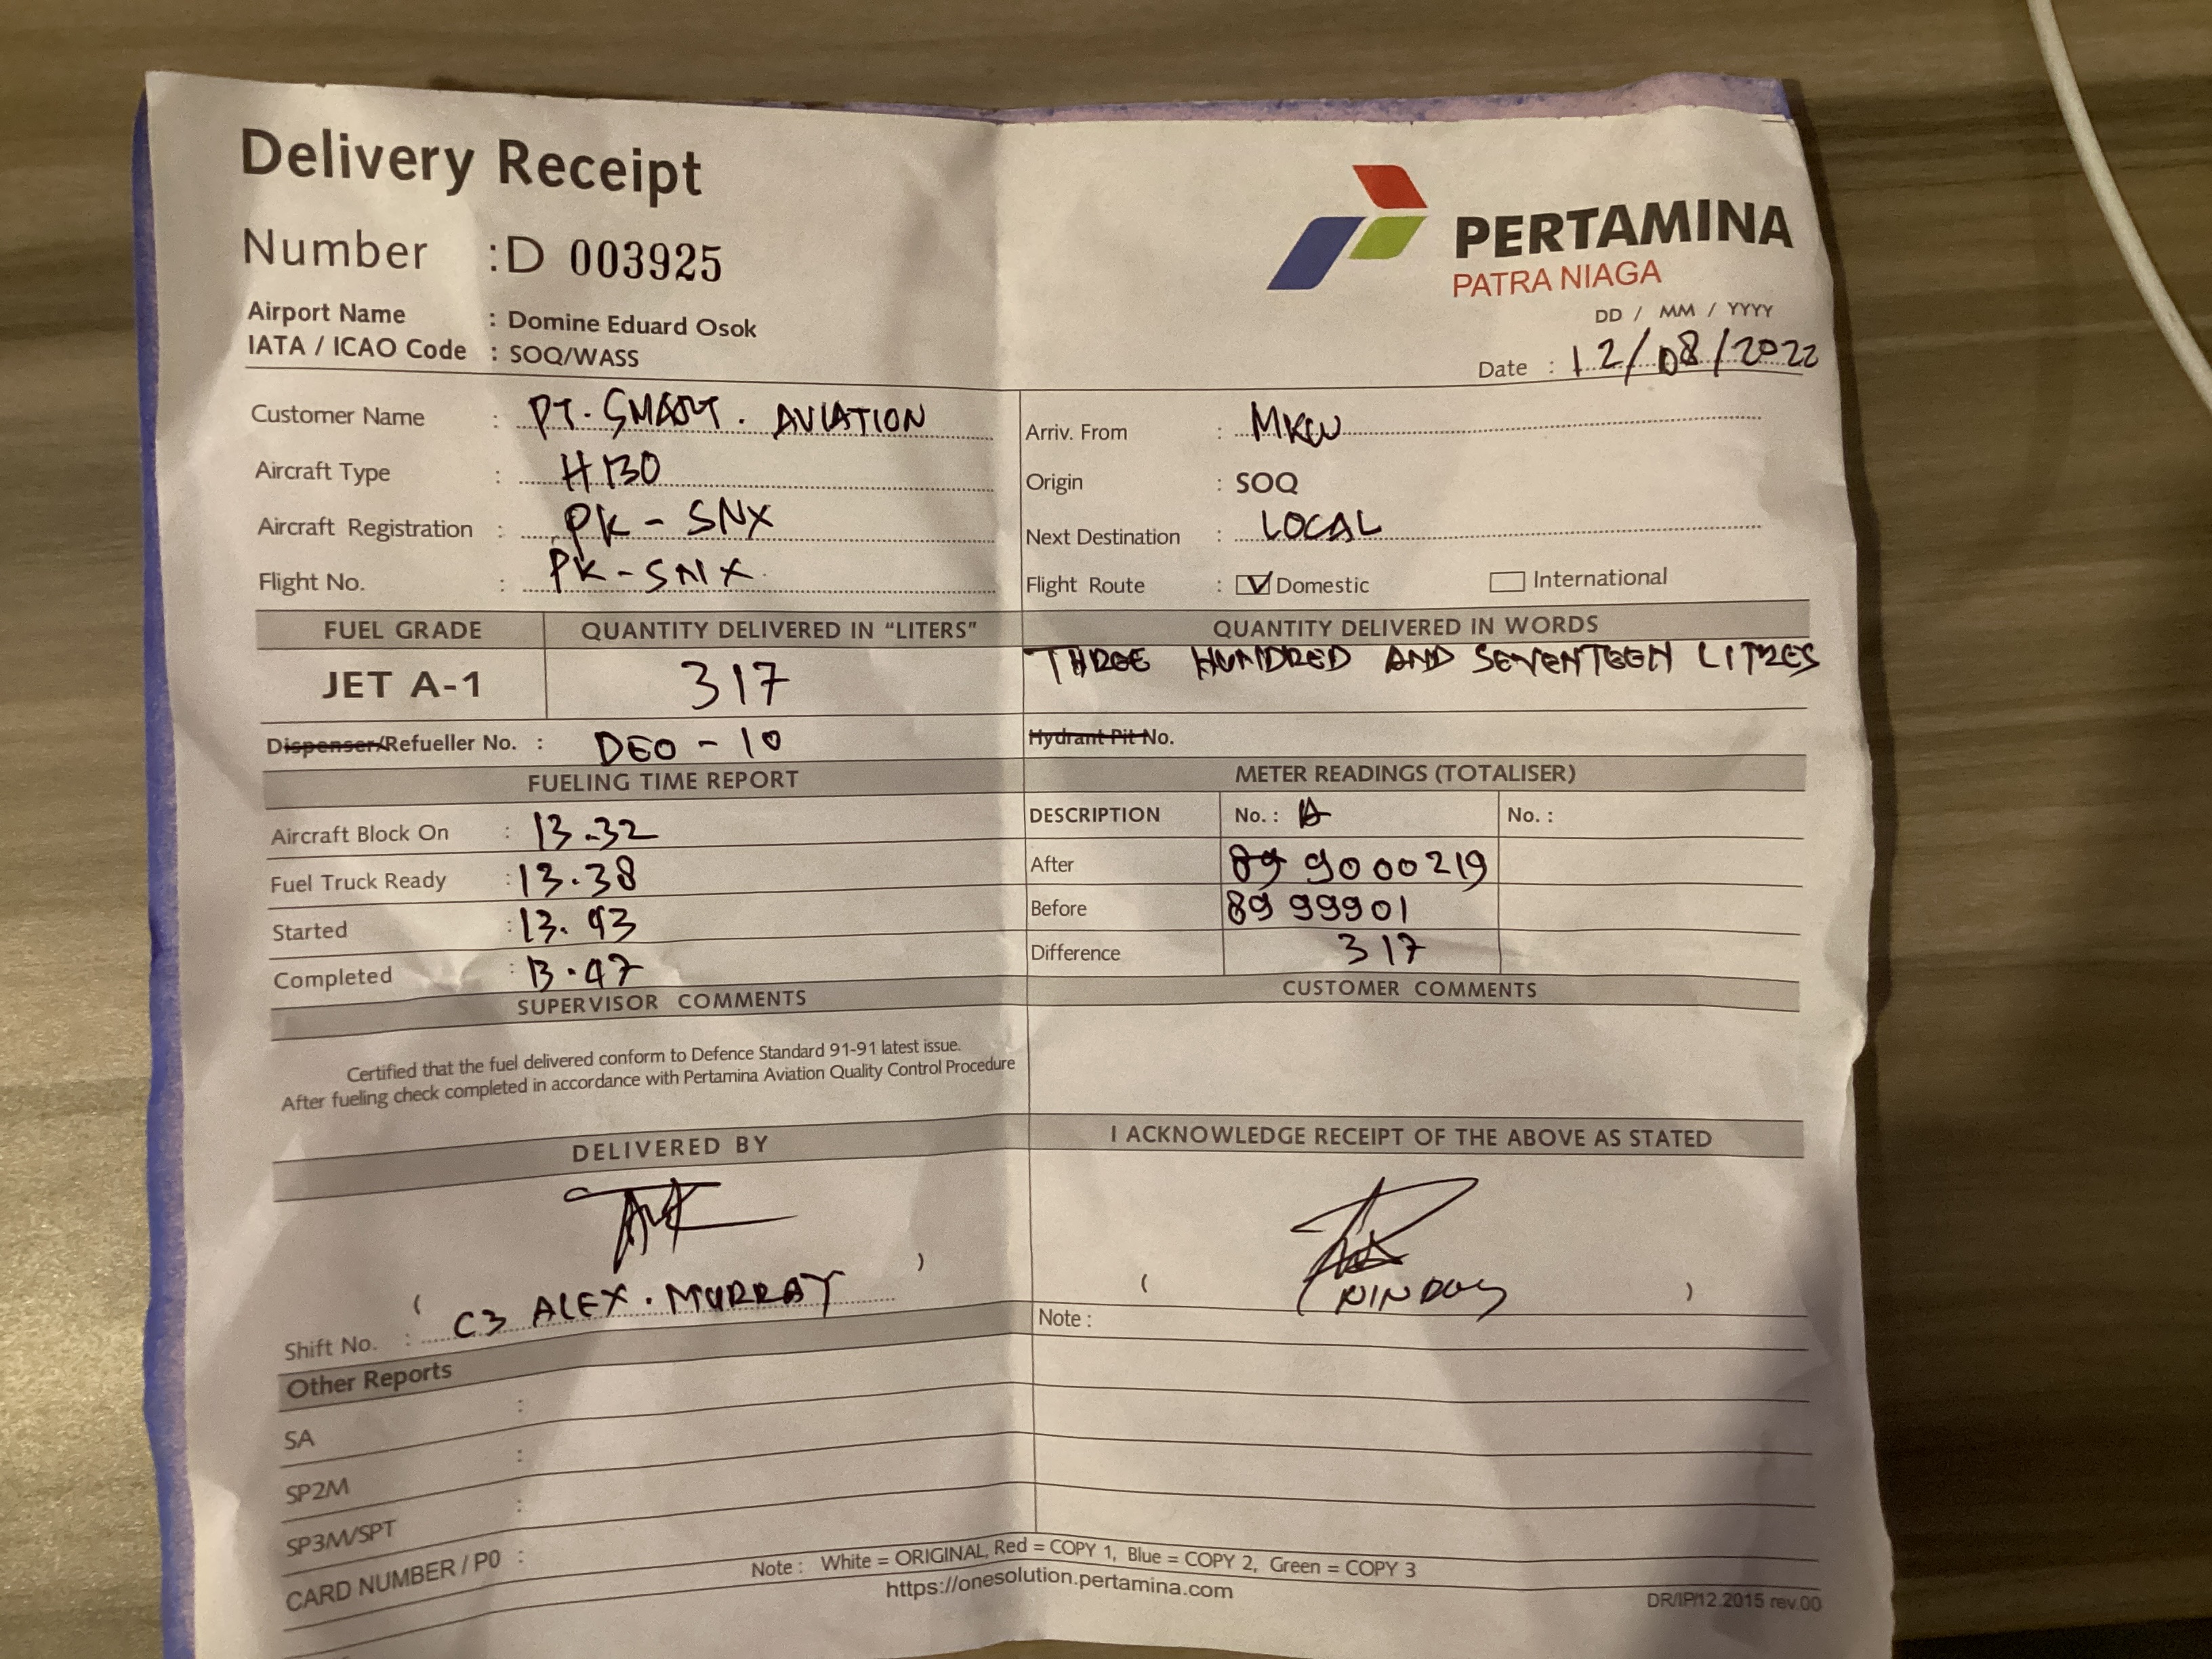 Delivery Receipt
Number : D 003925
PERTAMINA
PATRA NIAGA
Airport Name : Domine Eduard Osok
IATA / ICAO Code : SOQ/WASS
DD / MM / YYYY
Date : 12/08/2022
Customer Name : PT. SMART. AVIATION
Aircraft Type : H130
Aircraft Registration : PK - SNX
Flight No. : PK - SNX
Arriv. From : MKW
Origin : SOQ
Next Destination : LOCAL
Flight Route : V Domestic International
FUEL GRADE QUANTITY DELIVERED IN "LITERS" QUANTITY DELIVERED IN WORDS
JET A-1 317 THREE HUNDRED AND SEVENTEEN LITRES
Dispenser/Refueller No. : DEO - 10 Hydrant Pit No.
FUELING TIME REPORT
Aircraft Block On : 13.32
Fuel Truck Ready : 13.38
Started : 13.43
Completed : 13.47
METER READINGS (TOTALISER)
DESCRIPTION No. : A No. :
After 89 9000219
Before 89 99901
Difference 317
SUPERVISOR COMMENTS
Certified that the fuel delivered conform to Defence Standard 91-91 latest issue.
After fueling check completed in accordance with Pertamina Aviation Quality Control Procedure
CUSTOMER COMMENTS
DELIVERED BY
( )
Shift No. : C3 ALEX. MURRAY
I ACKNOWLEDGE RECEIPT OF THE ABOVE AS STATED
( )
Note :
Other Reports
SA :
SP2M :
SP3M/SPT :
CARD NUMBER / P0 :
Note : White = ORIGINAL, Red = COPY 1, Blue = COPY 2, Green = COPY 3
https://onesolution.pertamina.com
DR/IP/12.2015 rev.00